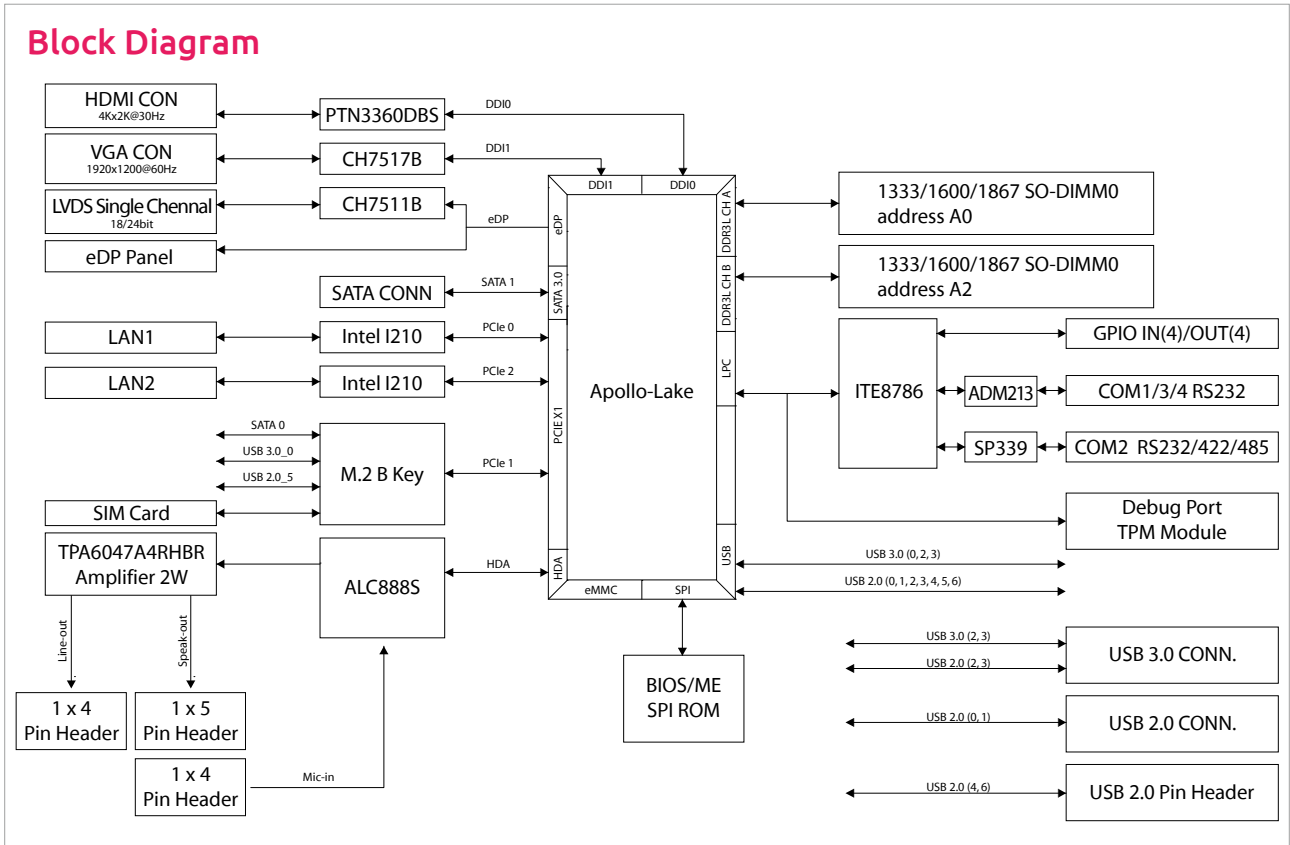 Block Diagram
HDMI CON
4Kx2K@30Hz
PTN3360DBS
DDI0
VGA CON
1920x1200@60Hz
CH7517B
DDI1
LVDS Single Chennal
18/24bit
CH7511B
eDP
eDP Panel
SATA CONN
SATA 1
LAN1
Intel I210
PCIe 0
LAN2
Intel I210
PCIe 2
SATA 0
USB 3.0_0
USB 2.0_5
M.2 B Key
PCIe 1
SIM Card
TPA6047A4RHBR
Amplifier 2W
ALC888S
HDA
Line-out
Speak-out
1 x 4
Pin Header
1 x 5
Pin Header
1 x 4
Pin Header
Mic-in
DDI1
DDI0
eDP
SATA 3.0
PCIE X1
HDA
Apollo-Lake
DDR3L CH A
DDR3L CH B
LPC
USB
eMMC
SPI
BIOS/ME
SPI ROM
1333/1600/1867 SO-DIMM0
address A0
1333/1600/1867 SO-DIMM0
address A2
ITE8786
GPIO IN(4)/OUT(4)
ADM213
COM1/3/4 RS232
SP339
COM2 RS232/422/485
Debug Port
TPM Module
USB 3.0 (0, 2, 3)
USB 2.0 (0, 1, 2, 3, 4, 5, 6)
USB 3.0 (2, 3)
USB 2.0 (2, 3)
USB 3.0 CONN.
USB 2.0 (0, 1)
USB 2.0 CONN.
USB 2.0 (4, 6)
USB 2.0 Pin Header